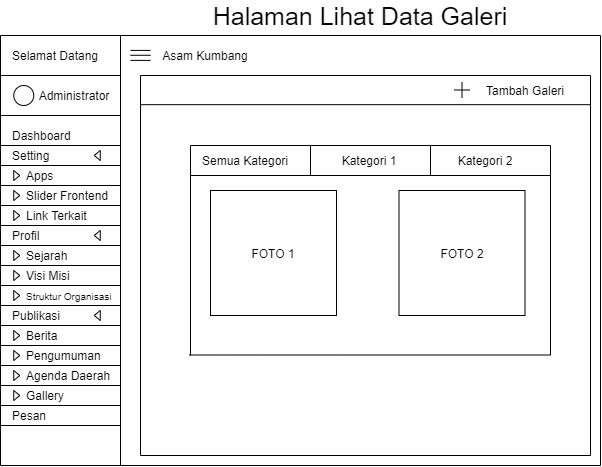 Halaman Lihat Data Galeri
Selamat Datang
Asam Kumbang
Administrator
Tambah Galeri
Dashboard
Setting
Apps
Slider Frontend
Link Terkait
Profil
Sejarah
Visi Misi
Struktur Organisasi
Publikasi
Berita
Pengumuman
Agenda Daerah
Gallery
Pesan
Semua Kategori
Kategori 1
Kategori 2
FOTO 1
FOTO 2